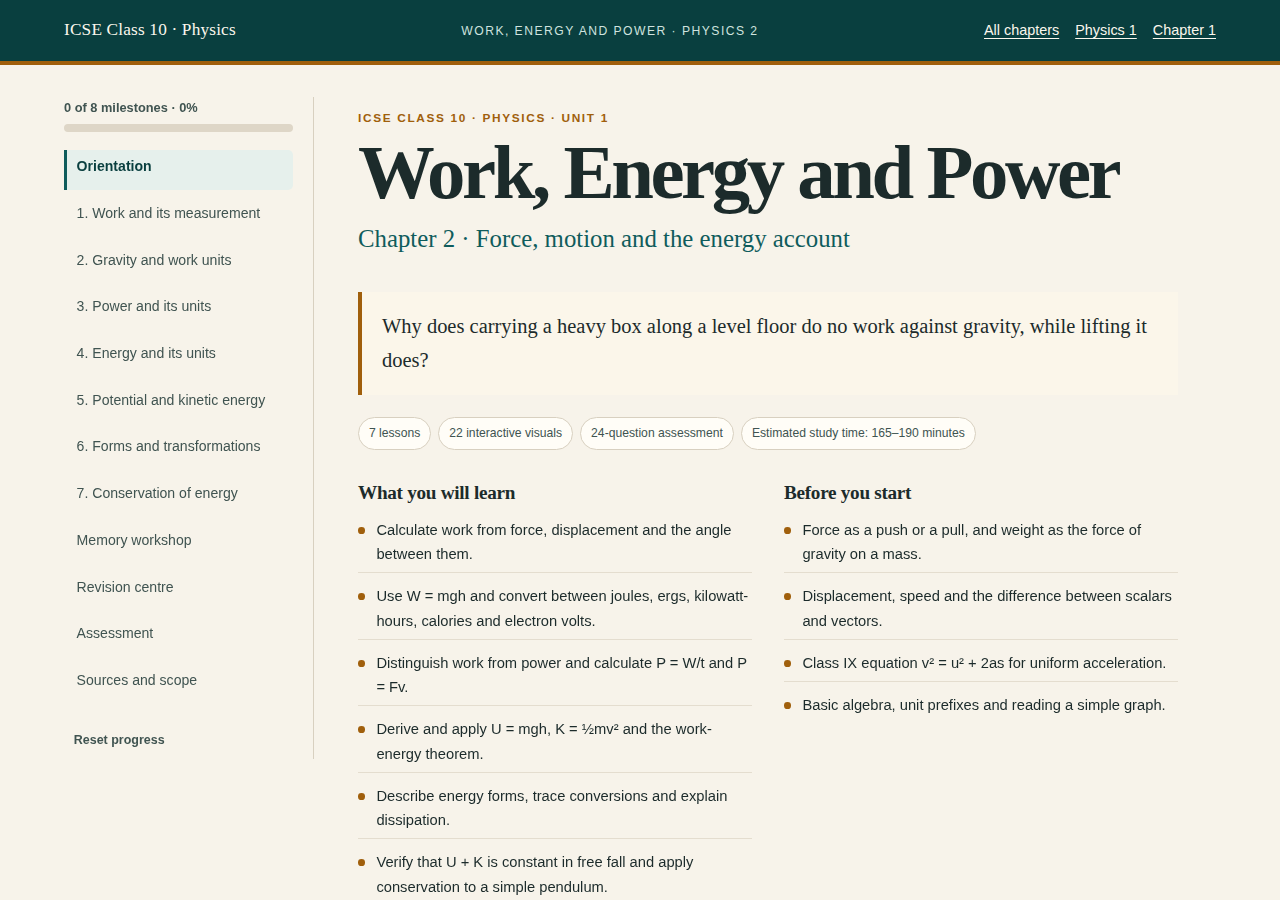 ICSE Class 10 · Physics
WORK, ENERGY AND POWER · PHYSICS 2
All chapters Physics 1 Chapter 1
0 of 8 milestones · 0%
Orientation
1. Work and its measurement
2. Gravity and work units
3. Power and its units
4. Energy and its units
5. Potential and kinetic energy
6. Forms and transformations
7. Conservation of energy
Memory workshop
Revision centre
Assessment
Sources and scope
Reset progress
ICSE CLASS 10 · PHYSICS · UNIT 1
Work, Energy and Power
Chapter 2 · Force, motion and the energy account
Why does carrying a heavy box along a level floor do no work against gravity, while lifting it
does?
7 lessons
22 interactive visuals
24-question assessment
Estimated study time: 165–190 minutes
What you will learn
Calculate work from force, displacement and the angle
between them.
Use W = mgh and convert between joules, ergs, kilowatt-
hours, calories and electron volts.
Distinguish work from power and calculate P = W/t and P
= Fv.
Derive and apply U = mgh, K = ½mv² and the work-
energy theorem.
Describe energy forms, trace conversions and explain
dissipation.
Verify that U + K is constant in free fall and apply
conservation to a simple pendulum.
Before you start
Force as a push or a pull, and weight as the force of
gravity on a mass.
Displacement, speed and the difference between scalars
and vectors.
Class IX equation v² = u² + 2as for uniform acceleration.
Basic algebra, unit prefixes and reading a simple graph.